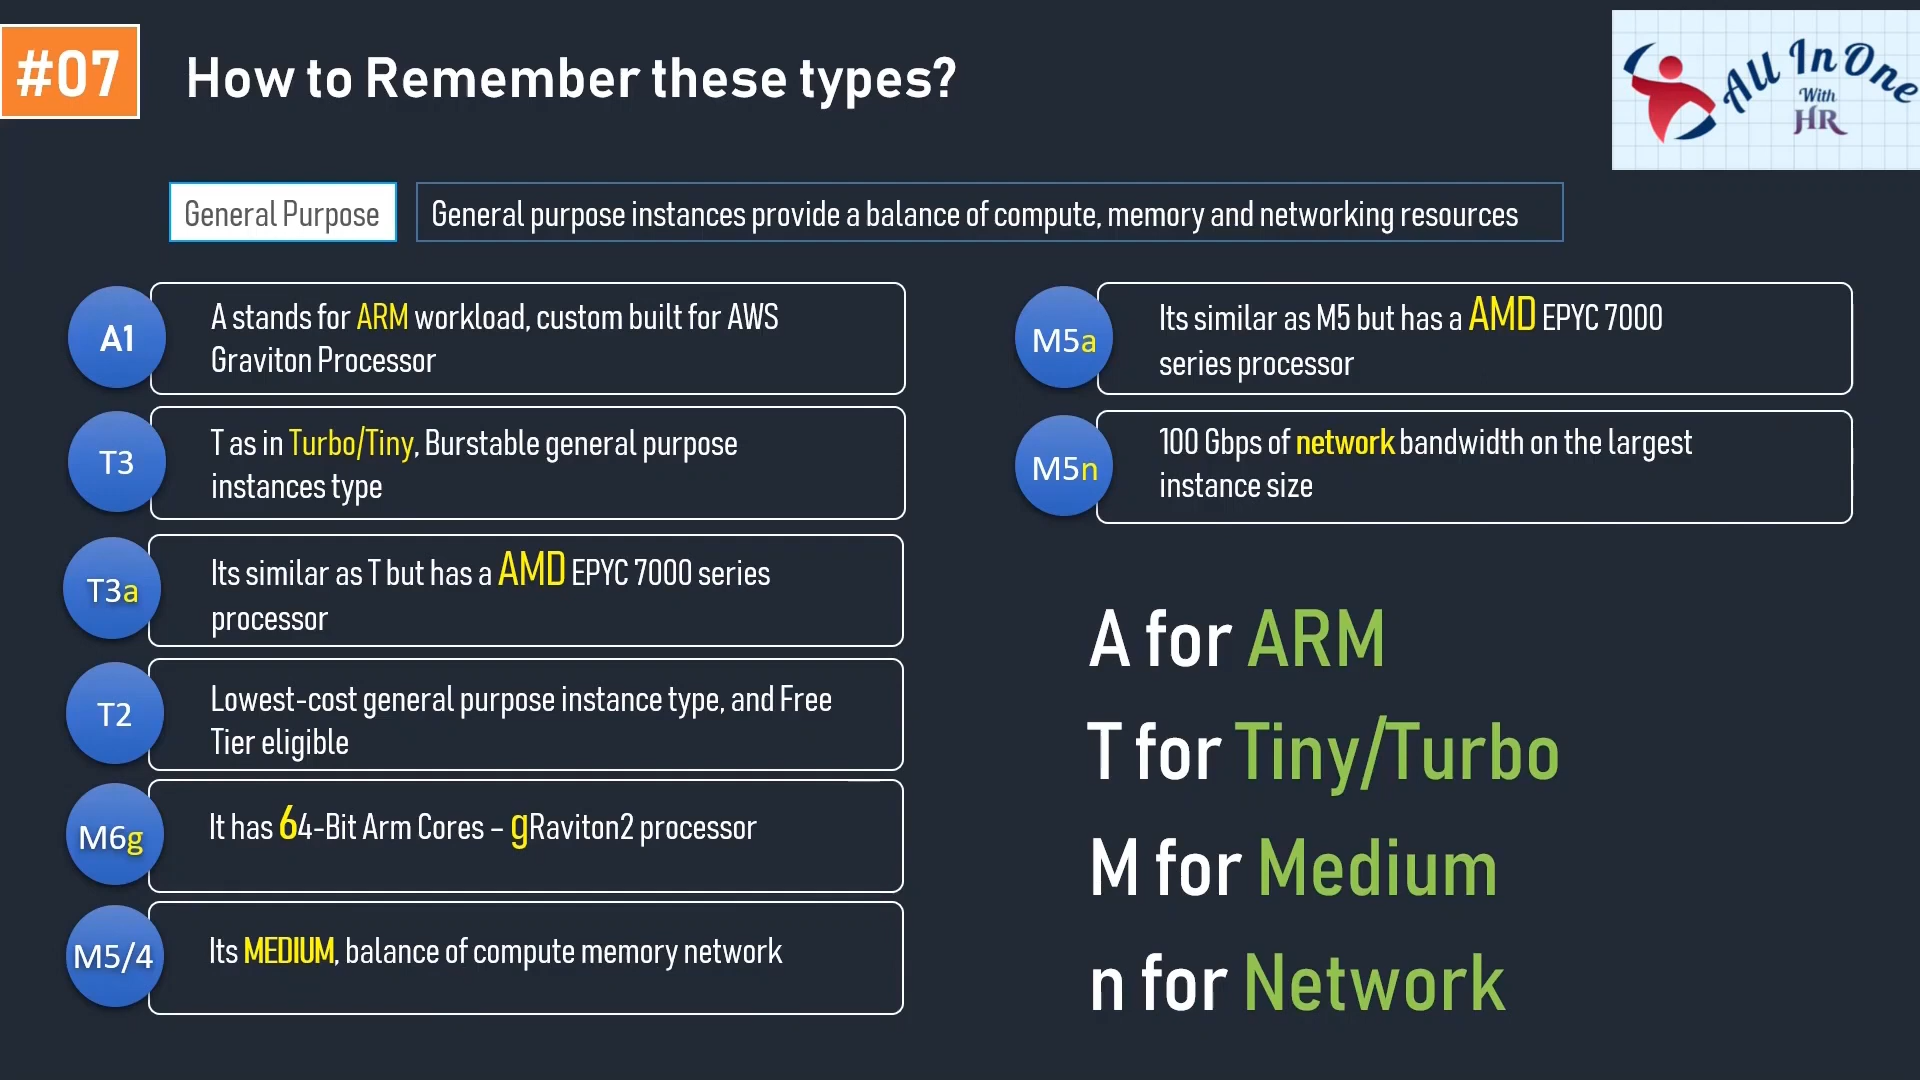 #07
How to Remember these types?
All In One
With
HR
General Purpose
General purpose instances provide a balance of compute, memory and networking resources
A1
A stands for ARM workload, custom built for AWS
Graviton Processor
T3
T as in Turbo/Tiny, Burstable general purpose
instances type
T3a
Its similar as T but has a AMD EPYC 7000 series
processor
T2
Lowest-cost general purpose instance type, and Free
Tier eligible
M6g
It has 64-Bit Arm Cores – gRaviton2 processor
M5/4
Its MEDIUM, balance of compute memory network
M5a
Its similar as M5 but has a AMD EPYC 7000
series processor
M5n
100 Gbps of network bandwidth on the largest
instance size
A for ARM
T for Tiny/Turbo
M for Medium
n for Network